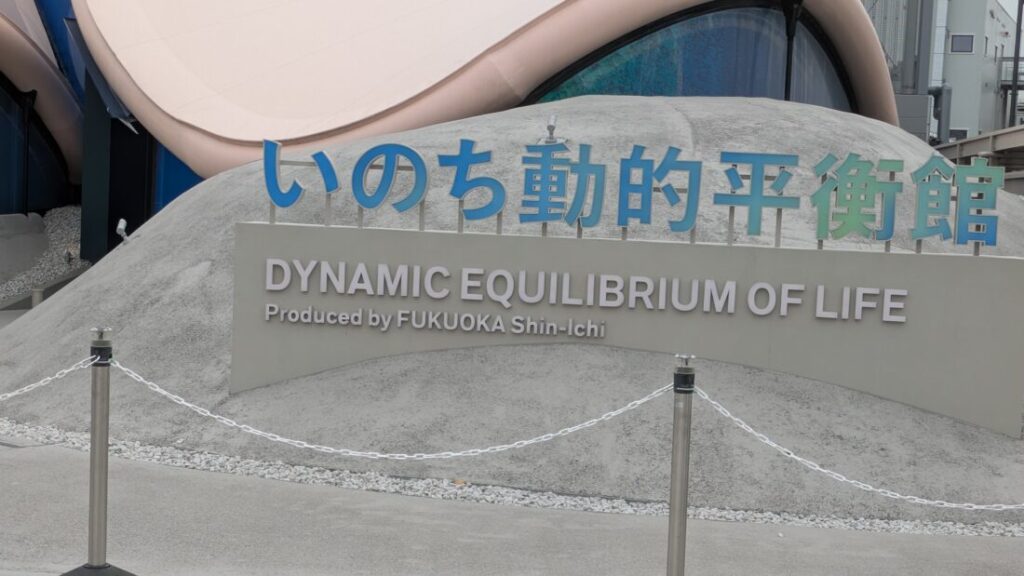 いのち動的平衡館
DYNAMIC EQUILIBRIUM OF LIFE
Produced by FUKUOKA Shin-Ichi